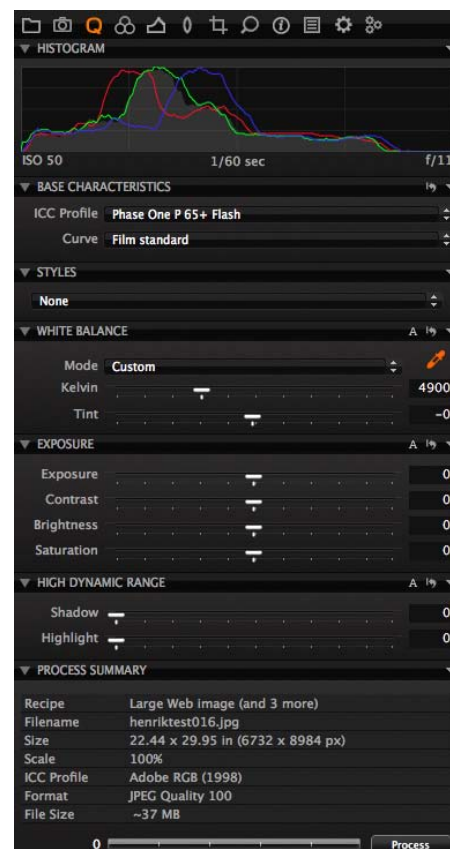 HISTOGRAM
ISO 50 1/60 sec f/11
BASE CHARACTERISTICS
ICC Profile Phase One P 65+ Flash
Curve Film standard
STYLES
None
WHITE BALANCE A
Mode Custom
Kelvin 4900
Tint -0
EXPOSURE A
Exposure 0
Contrast 0
Brightness 0
Saturation 0
HIGH DYNAMIC RANGE A
Shadow 0
Highlight 0
PROCESS SUMMARY
Recipe Large Web image (and 3 more)
Filename henriktest016.jpg
Size 22.44 x 29.95 in (6732 x 8984 px)
Scale 100%
ICC Profile Adobe RGB (1998)
Format JPEG Quality 100
File Size ~37 MB
0 Process